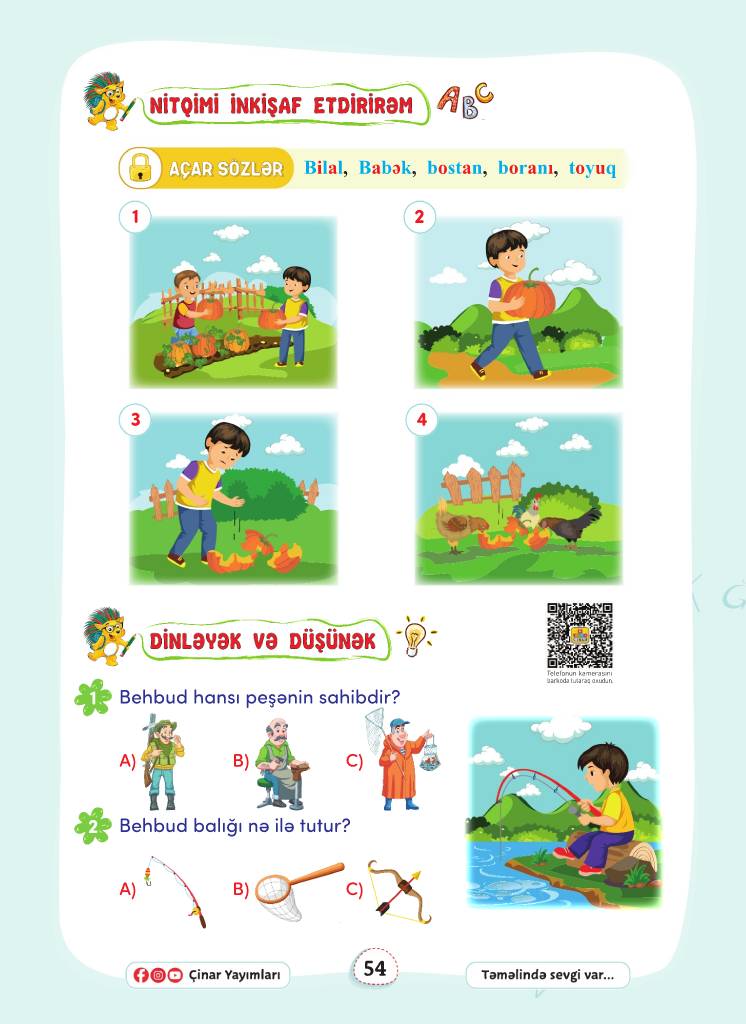 NİTQİMİ İNKİŞAF ETDİRİRƏM
ABC
AÇAR SÖZLƏR Bilal, Babək, bostan, boranı, toyuq
1
2
3
4
DİNLƏYƏK VƏ DÜŞÜNƏK
Telefonun kamerasını
barkoda tutaraq oxudun.
1 Behbud hansı peşənin sahibdir?
A) B) C)
2 Behbud balığı nə ilə tutur?
A) B) C)
Çinar Yayımları
54
Təməlində sevgi var...